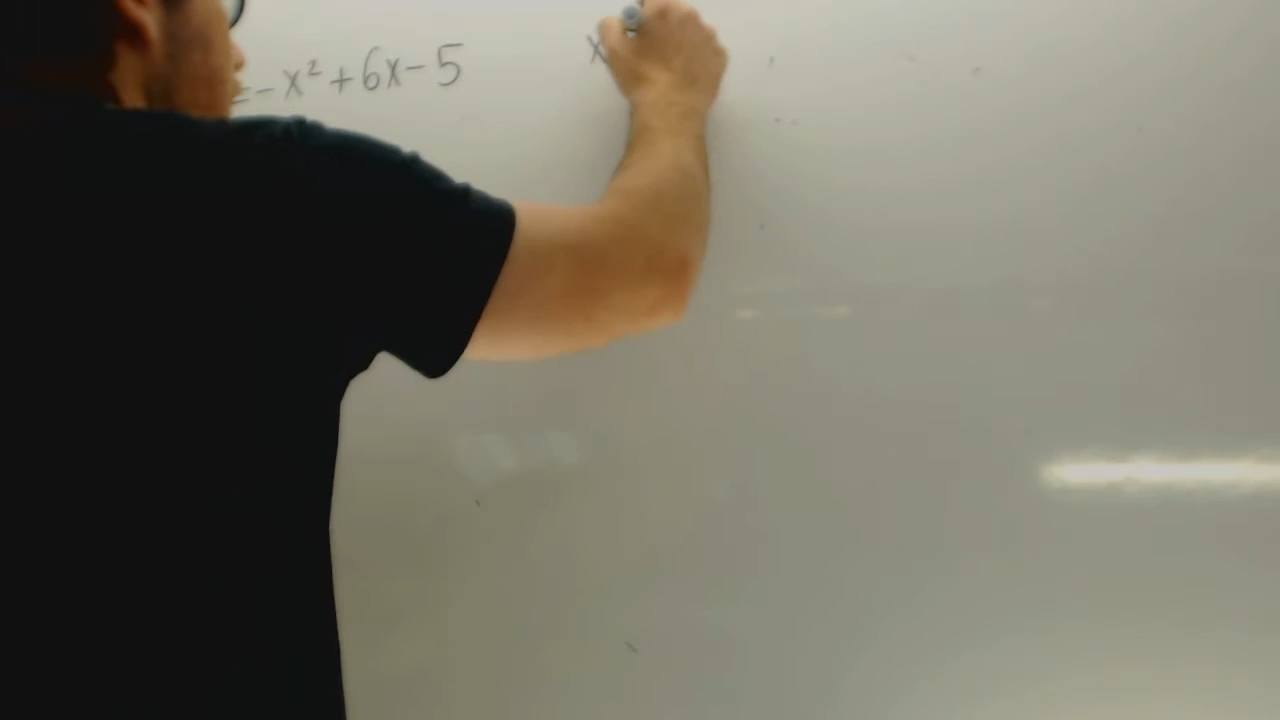 = -x² + 6x - 5 x